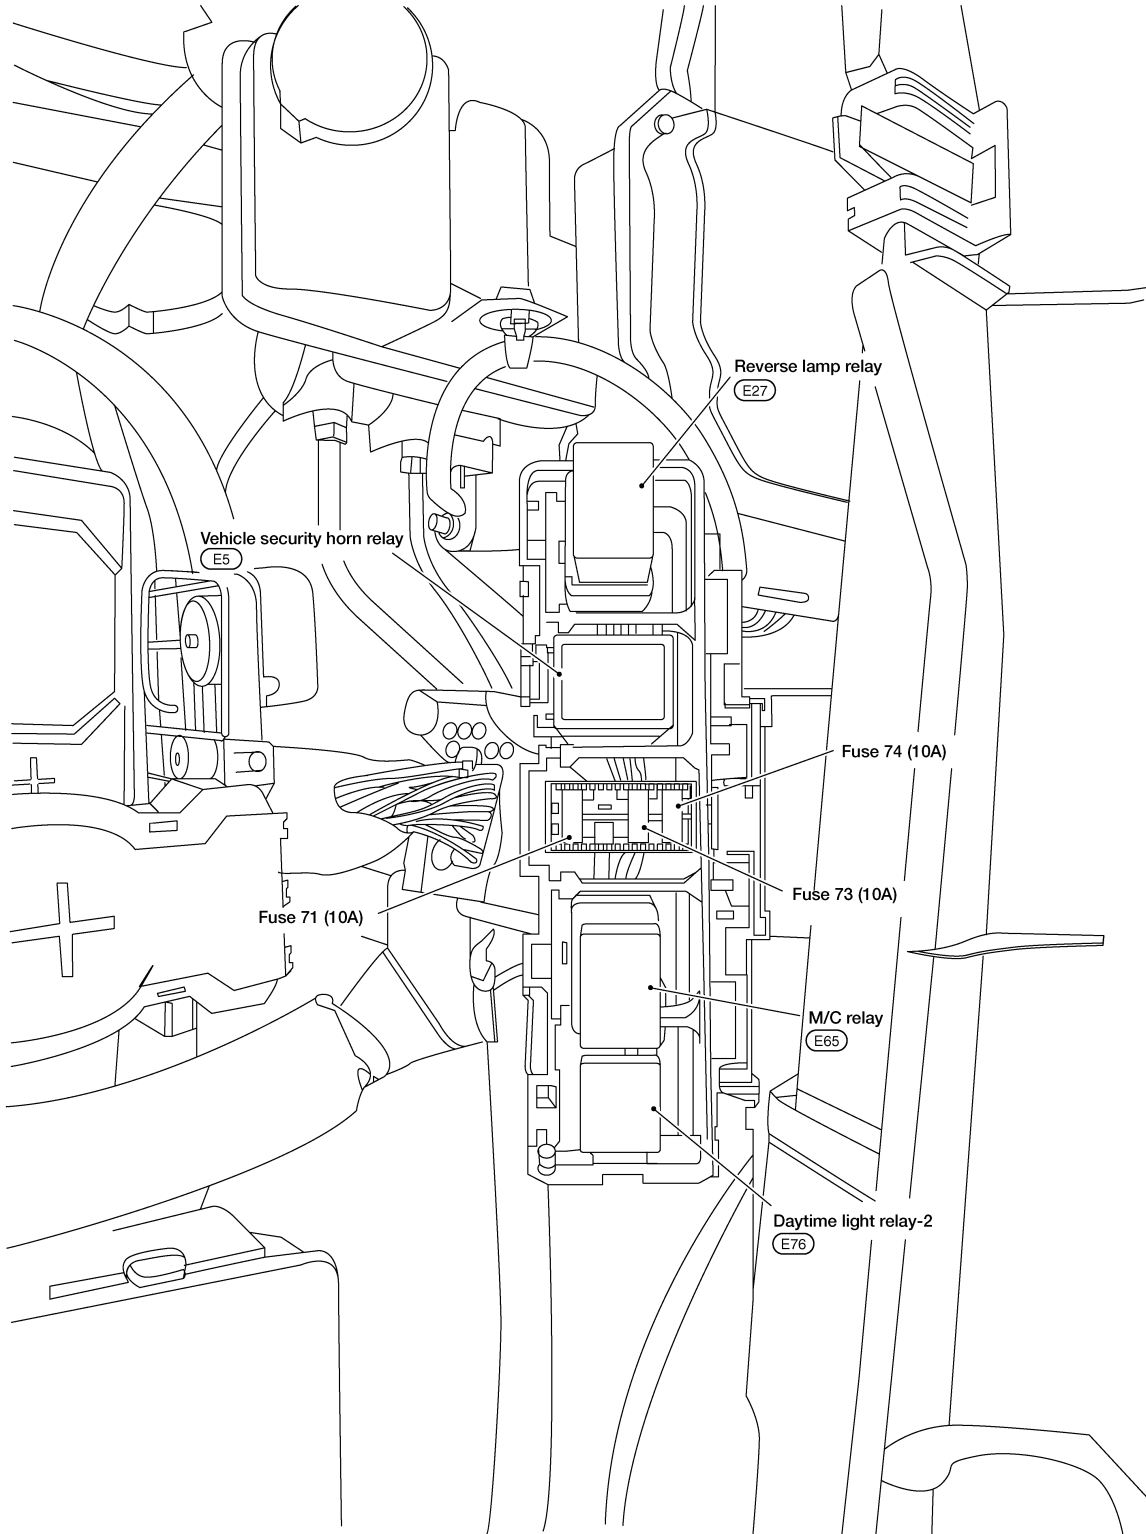 Reverse lamp relay
E27
Vehicle security horn relay
E5
Fuse 74 (10A)
Fuse 73 (10A)
Fuse 71 (10A)
M/C relay
E65
Daytime light relay-2
E76